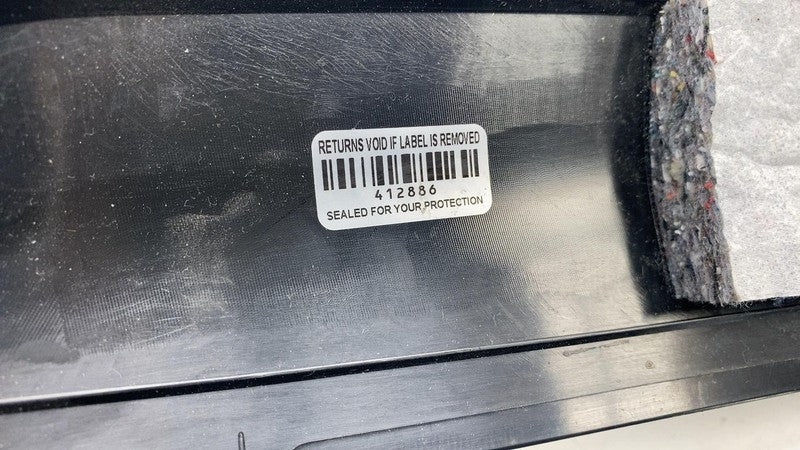 RETURNS VOID IF LABEL IS REMOVED
412886
SEALED FOR YOUR PROTECTION